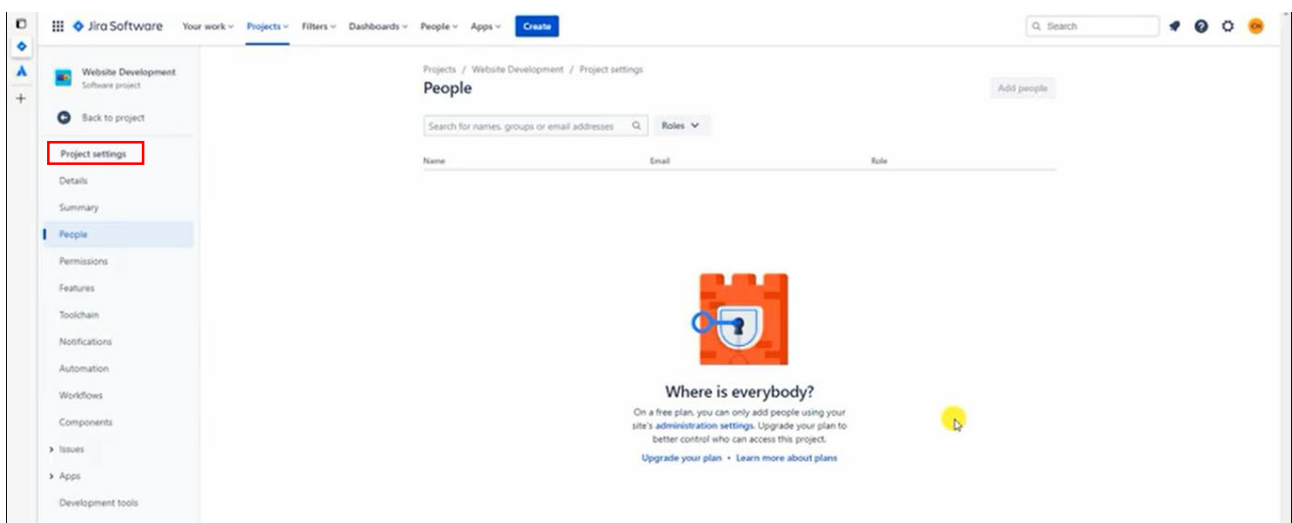 Jira Software Your work Projects Filters Dashboards People Apps Create Search
Website Development
Software project
Back to project
Project settings
Details
Summary
People
Permissions
Features
Toolchain
Notifications
Automation
Workflows
Components
Issues
Apps
Development tools
Projects / Website Development / Project settings
People
Add people
Search for names, groups or email addresses Roles
Name Email Role
Where is everybody?
On a free plan, you can only add people using your
site's administration settings. Upgrade your plan to
better control who can access this project.
Upgrade your plan • Learn more about plans